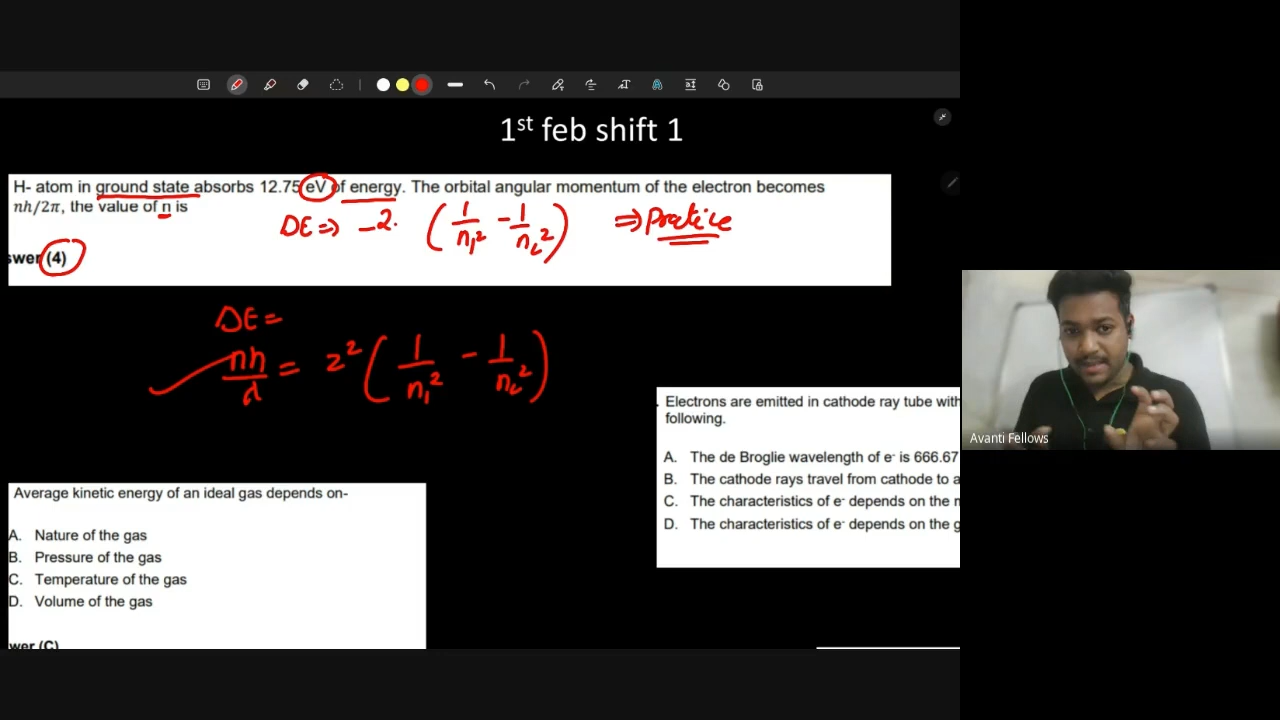 1st feb shift 1
H- atom in ground state absorbs 12.75 eV of energy. The orbital angular momentum of the electron becomes
nh/2π, the value of n is
DE ⇒ -2. (1/n₁² - 1/n₂²) ⇒ Pratice
swer (4)
DE =
nh/λ = z² (1/n₁² - 1/n₂²)
. Electrons are emitted in cathode ray tube with
following.
A. The de Broglie wavelength of e- is 666.67
B. The cathode rays travel from cathode to a
C. The characteristics of e- depends on the
D. The characteristics of e- depends on the g
Avanti Fellows
Average kinetic energy of an ideal gas depends on-
A. Nature of the gas
B. Pressure of the gas
C. Temperature of the gas
D. Volume of the gas
wer (C)